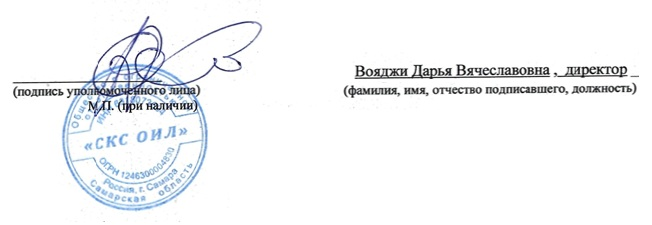 Вояджи Дарья Вячеславовна , директор
(подпись уполномоченного лица)
(фамилия, имя, отчество подписавшего, должность)
М.П. (при наличии)
«СКС ОИЛ»
ОГРН 1246300004830
Россия, г. Самара
Самарская область